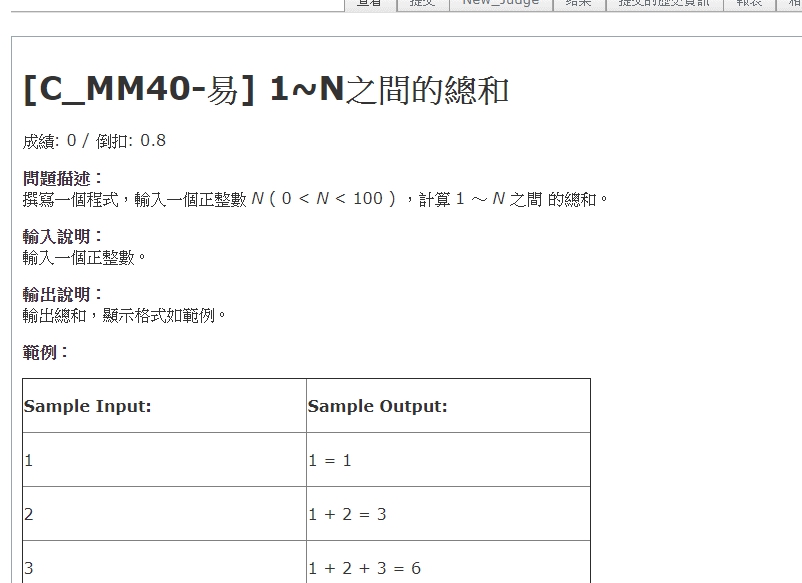 查看 提交 New_Judge 結果 提交的歷史資訊 報表
[C_MM40-易] 1~N之間的總和
成績: 0 / 倒扣: 0.8
問題描述：
撰寫一個程式，輸入一個正整數 N ( 0 < N < 100 ) ，計算 1 ～ N 之間 的總和。
輸入說明：
輸入一個正整數。
輸出說明：
輸出總和，顯示格式如範例。
範例：
Sample Input: Sample Output:
1 1 = 1
2 1 + 2 = 3
3 1 + 2 + 3 = 6